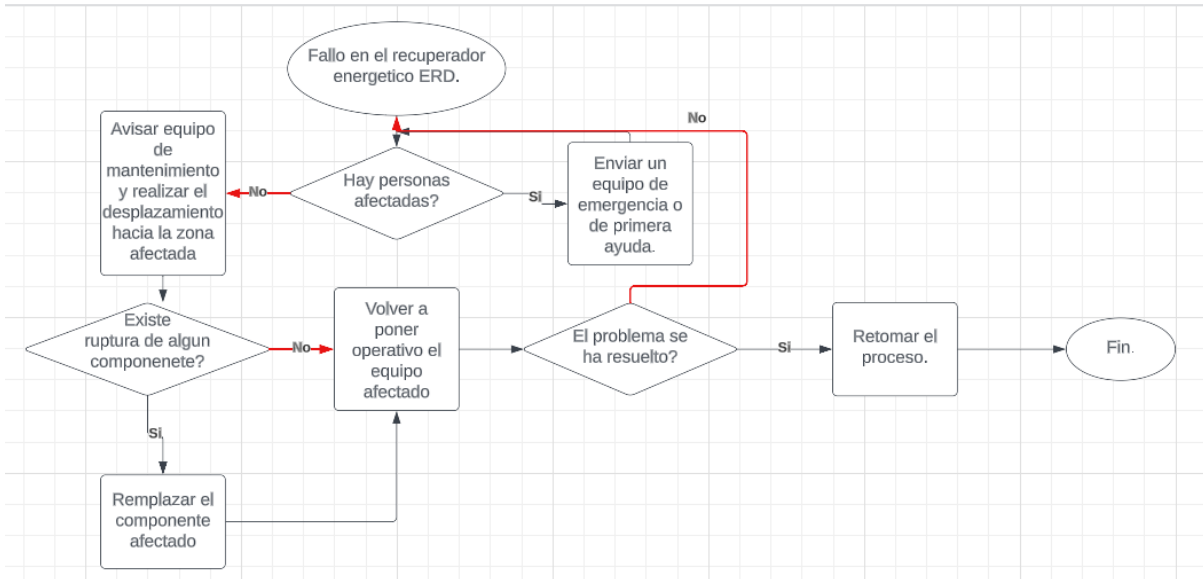 Fallo en el recuperador
energetico ERD.
No
Avisar equipo
de
mantenimiento
y realizar el
desplazamiento
hacia la zona
afectada
No
Hay personas
afectadas?
Si
Enviar un
equipo de
emergencia o
de primera
ayuda.
Existe
ruptura de algun
componenete?
No
Volver a
poner
operativo el
equipo
afectado
El problema se
ha resuelto?
Si
Retomar el
proceso.
Fin.
Si
Remplazar el
componente
afectado